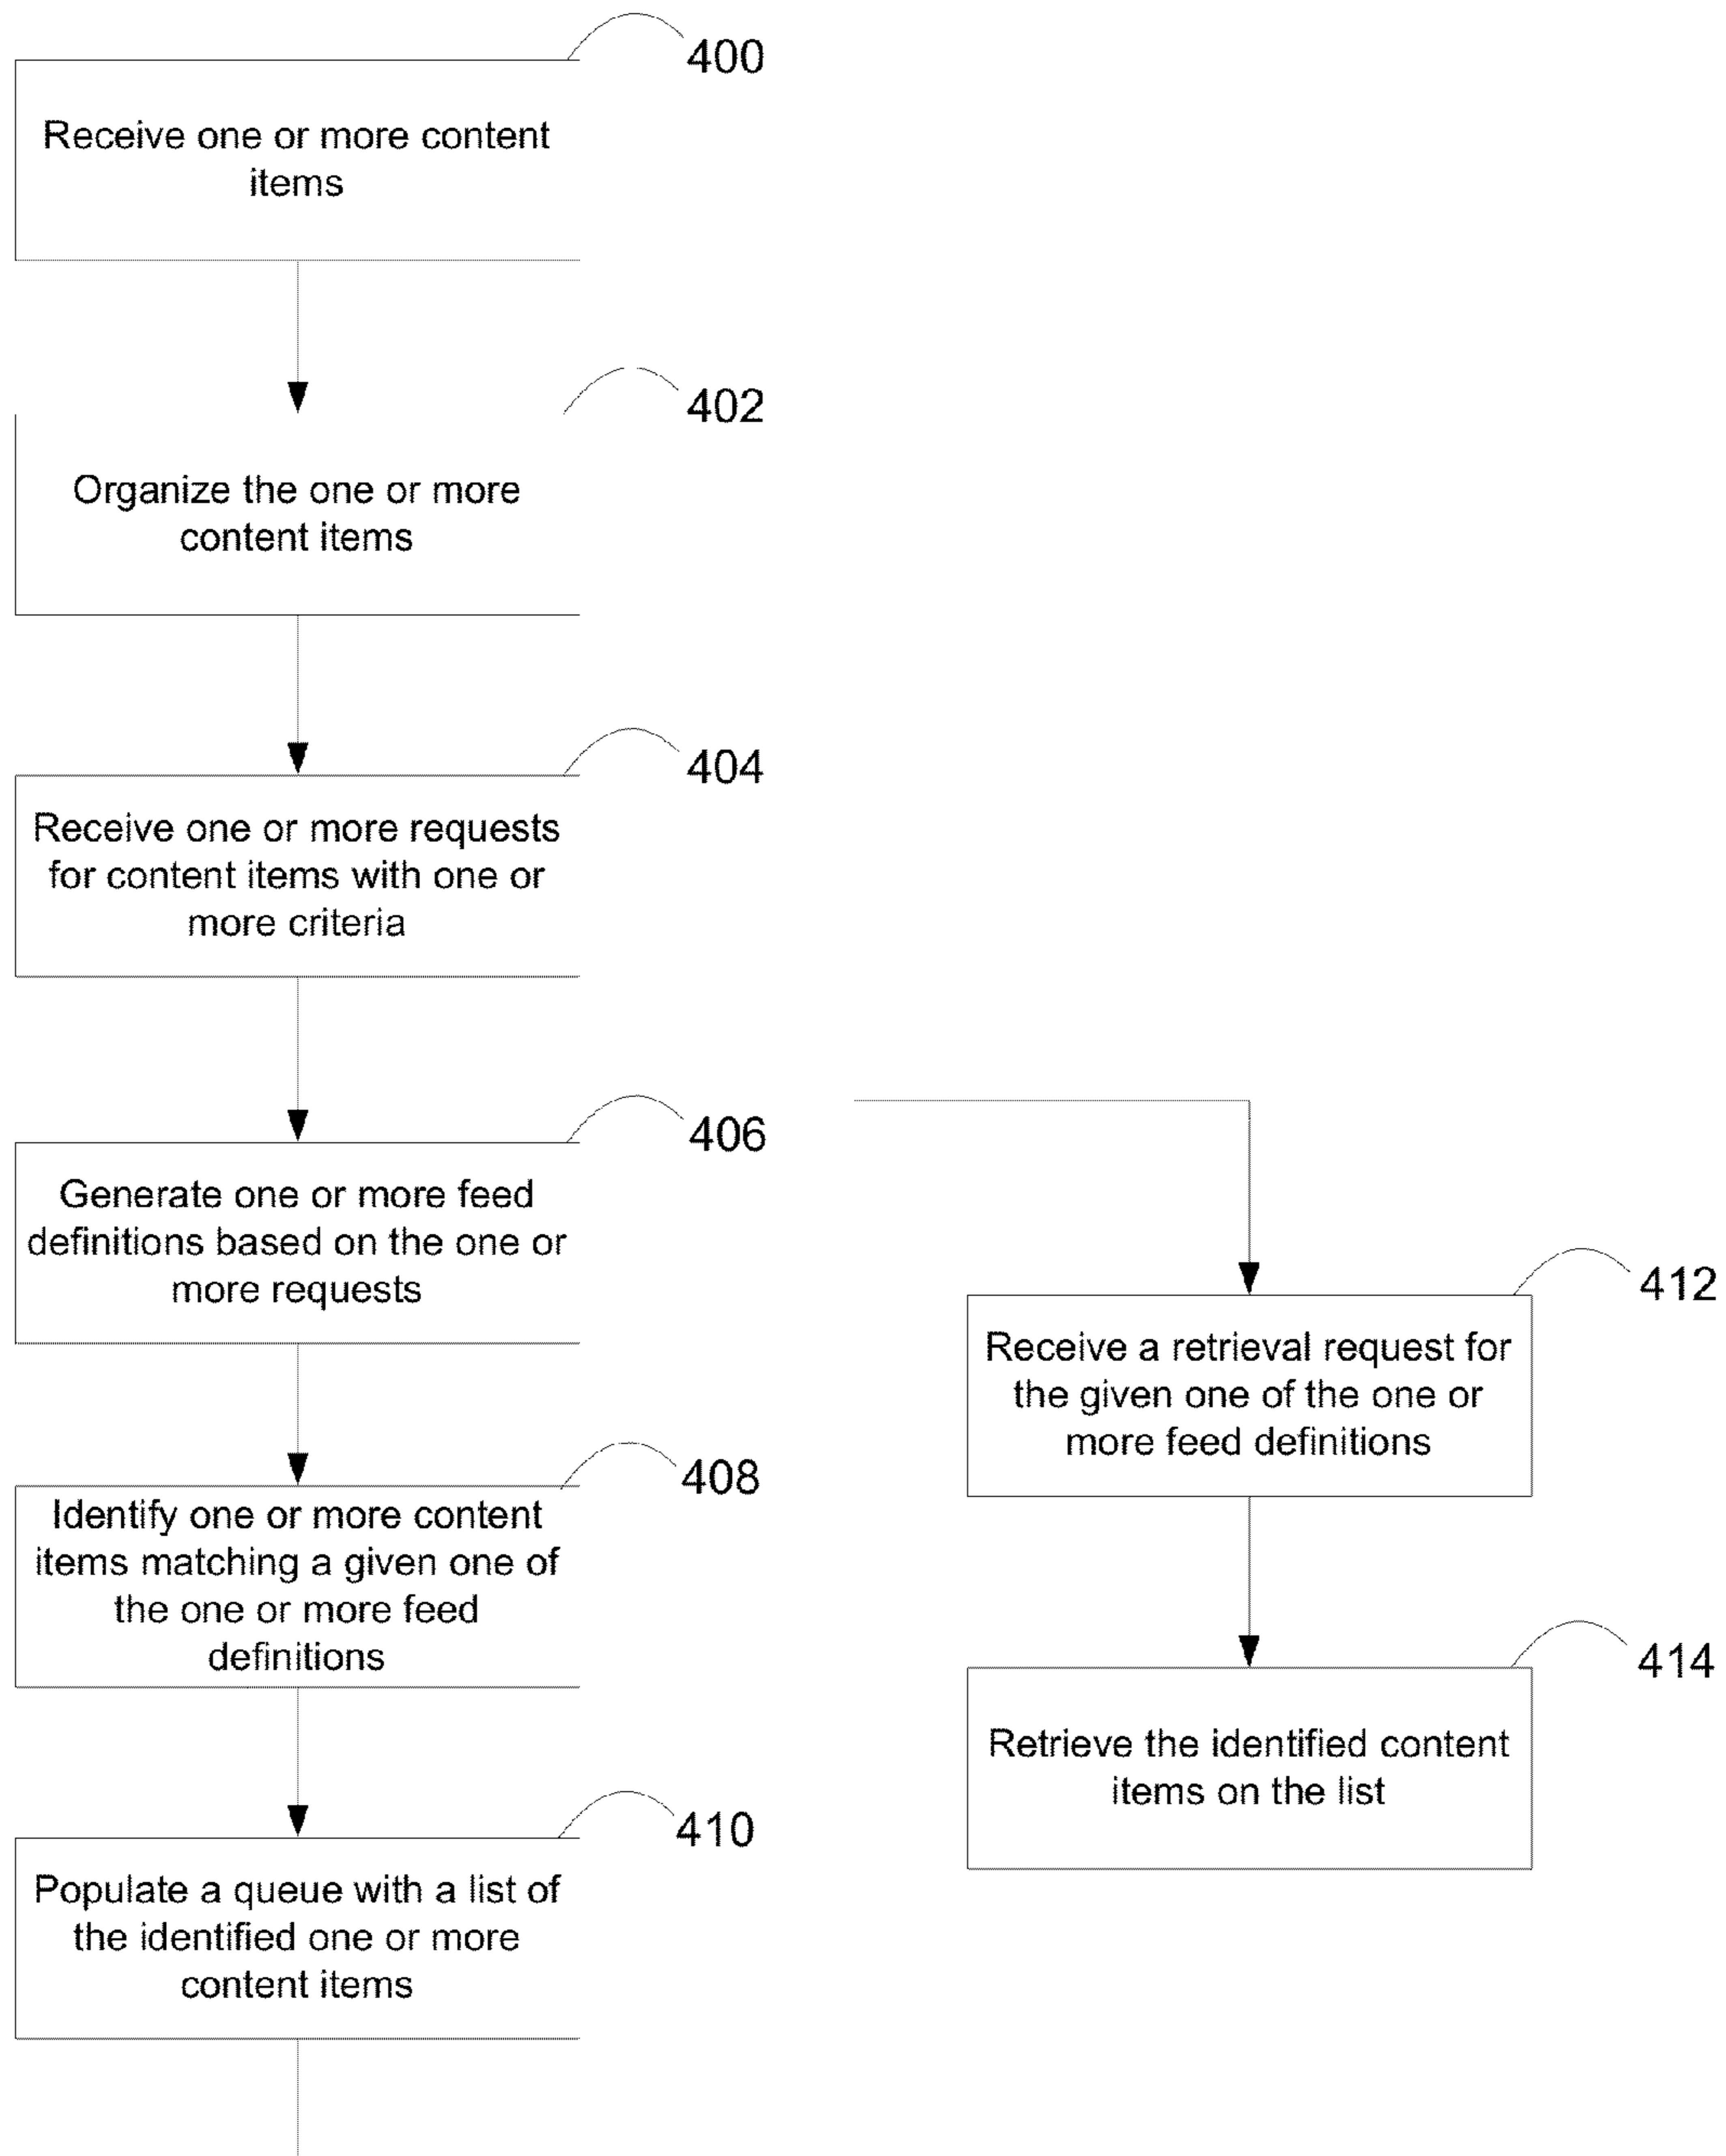 400
Receive one or more content
items
402
Organize the one or more
content items
404
Receive one or more requests
for content items with one or
more criteria
406
Generate one or more feed
definitions based on the one or
more requests
408
Identify one or more content
items matching a given one of
the one or more feed
definitions
410
Populate a queue with a list of
the identified one or more
content items
412
Receive a retrieval request for
the given one of the one or
more feed definitions
414
Retrieve the identified content
items on the list